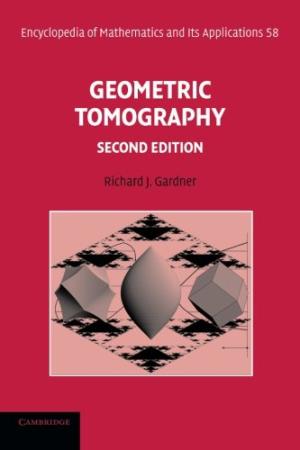 Encyclopedia of Mathematics and Its Applications 58
GEOMETRIC
TOMOGRAPHY
SECOND EDITION
Richard J. Gardner
CAMBRIDGE